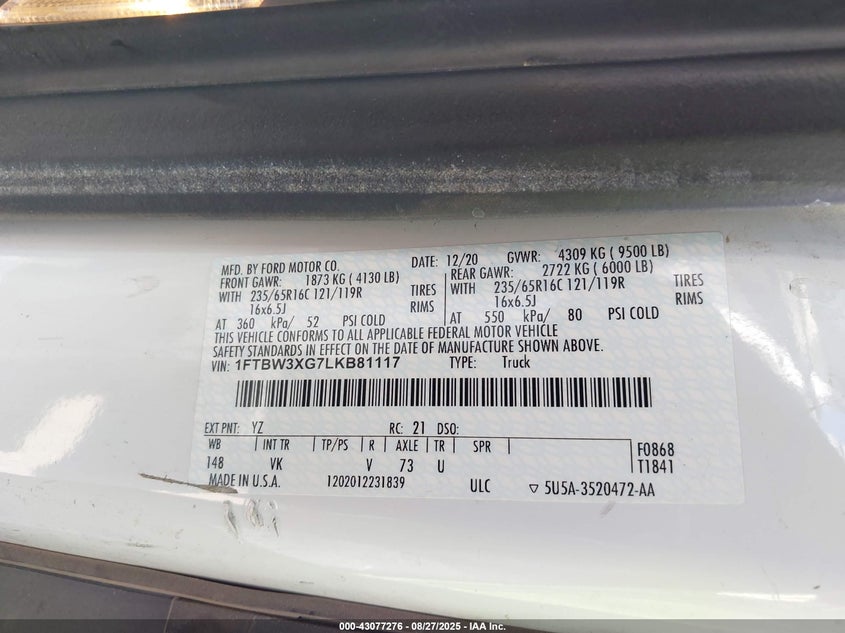 MFD. BY FORD MOTOR CO. DATE: 12/20 GVWR: 4309 KG ( 9500 LB)
FRONT GAWR: 1873 KG ( 4130 LB) REAR GAWR: 2722 KG ( 6000 LB)
WITH 235/65R16C 121/119R TIRES WITH 235/65R16C 121/119R TIRES
16x6.5J RIMS 16x6.5J RIMS
AT 360 kPa/ 52 PSI COLD AT 550 kPa/ 80 PSI COLD
THIS VEHICLE CONFORMS TO ALL APPLICABLE FEDERAL MOTOR VEHICLE
SAFETY STANDARDS IN EFFECT ON THE DATE OF MANUFACTURE SHOWN ABOVE.
VIN: 1FTBW3XG7LKB81117 TYPE: Truck
EXT PNT: YZ RC: 21 DSO:
WB INT TR TP/PS R AXLE TR SPR F0868
148 VK V 73 U T1841
MADE IN U.S.A. 1202012231839 ULC ▽ 5U5A-3520472-AA
000-43077276 - 08/27/2025 - IAA Inc.